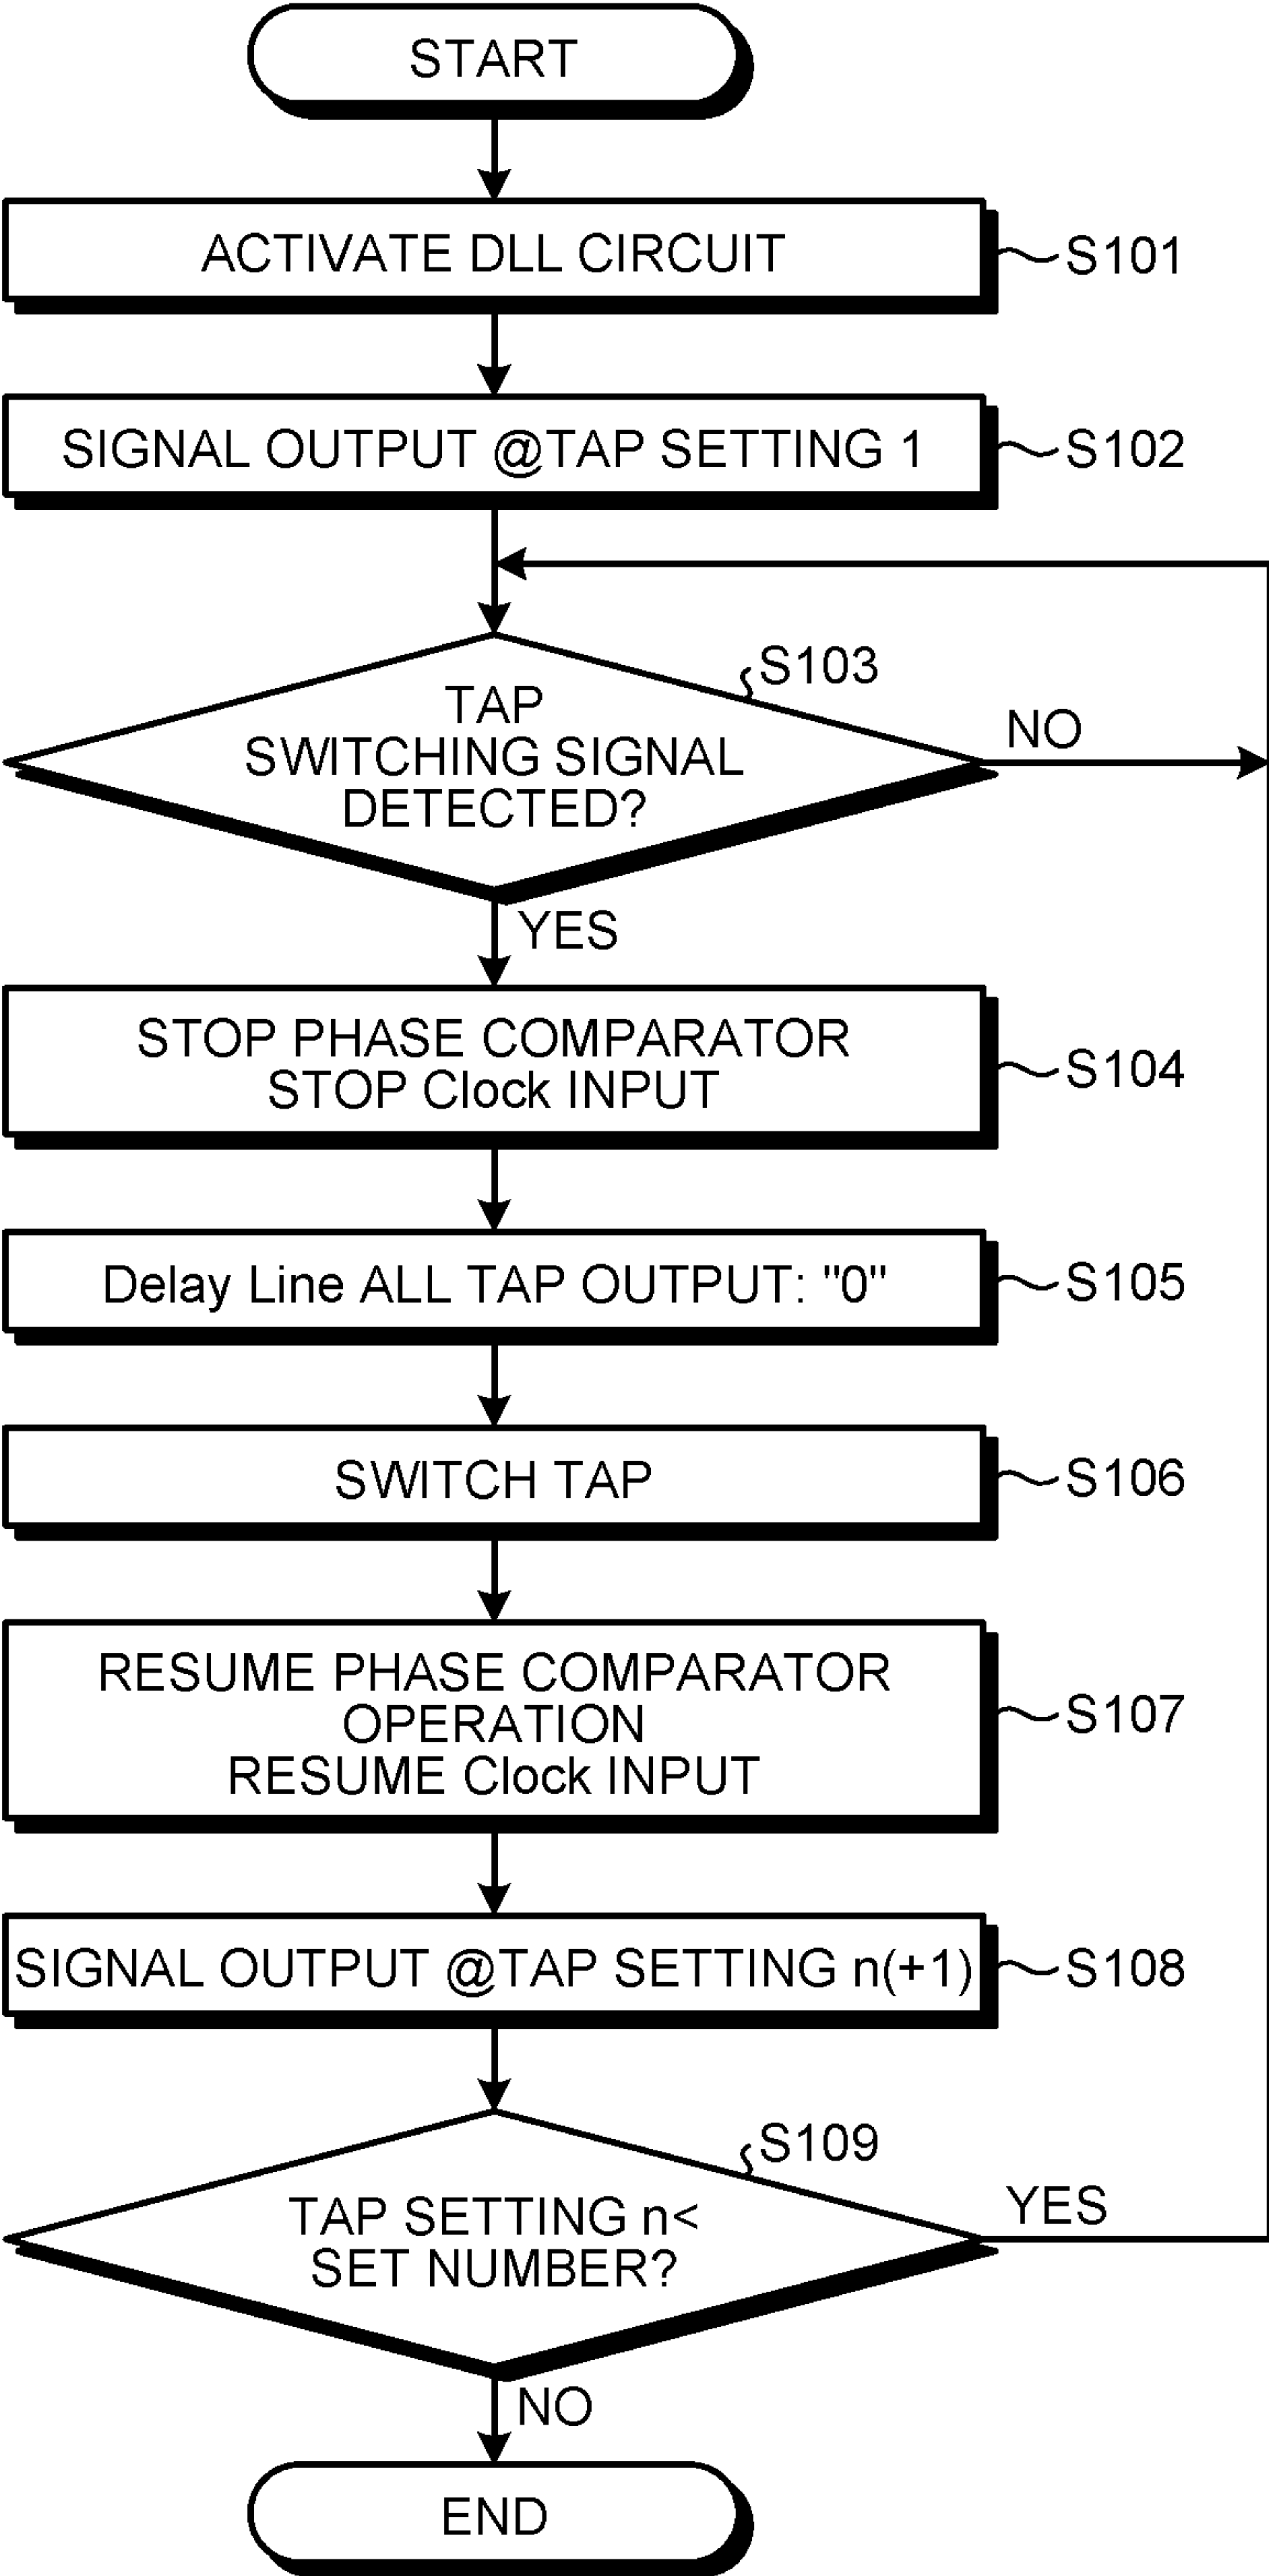 START
ACTIVATE DLL CIRCUIT
S101
SIGNAL OUTPUT @TAP SETTING 1
S102
S103
TAP
SWITCHING SIGNAL
DETECTED?
NO
YES
STOP PHASE COMPARATOR
STOP Clock INPUT
S104
Delay Line ALL TAP OUTPUT: "0"
S105
SWITCH TAP
S106
RESUME PHASE COMPARATOR
OPERATION
RESUME Clock INPUT
S107
SIGNAL OUTPUT @TAP SETTING n(+1)
S108
S109
TAP SETTING n<
SET NUMBER?
YES
NO
END